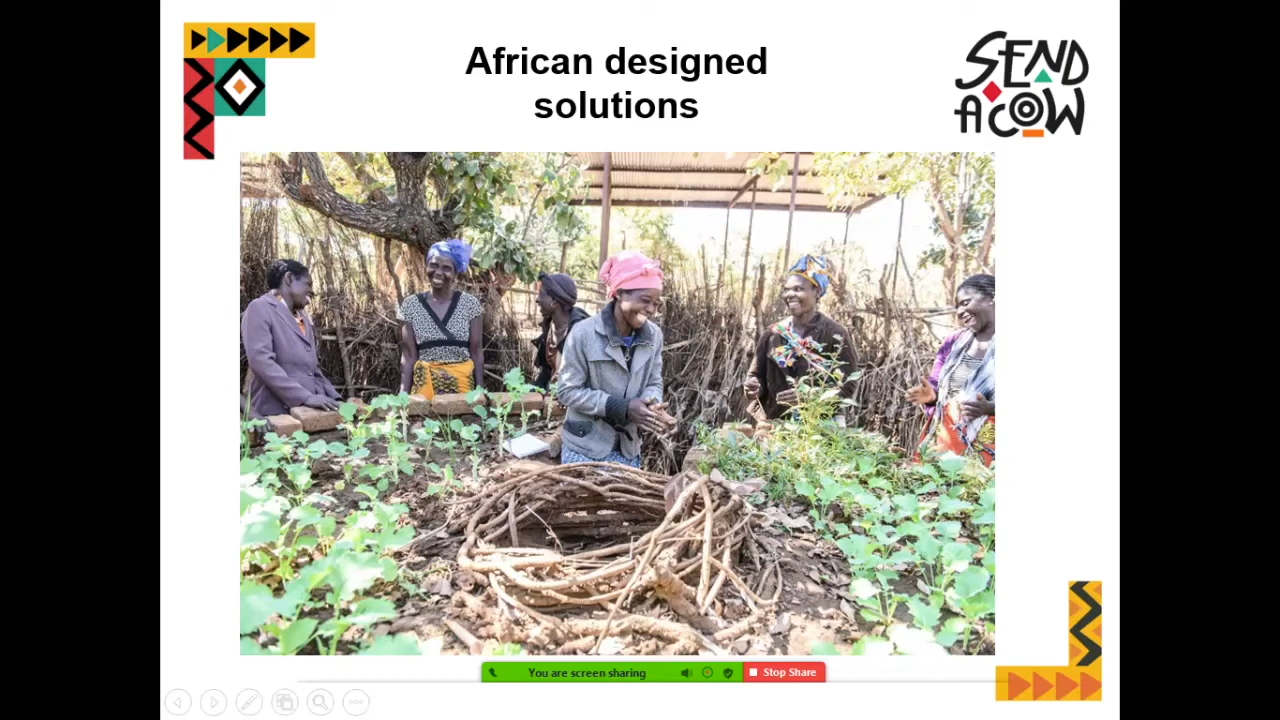 African designed
solutions
SEND
A COW
You are screen sharing
Stop Share